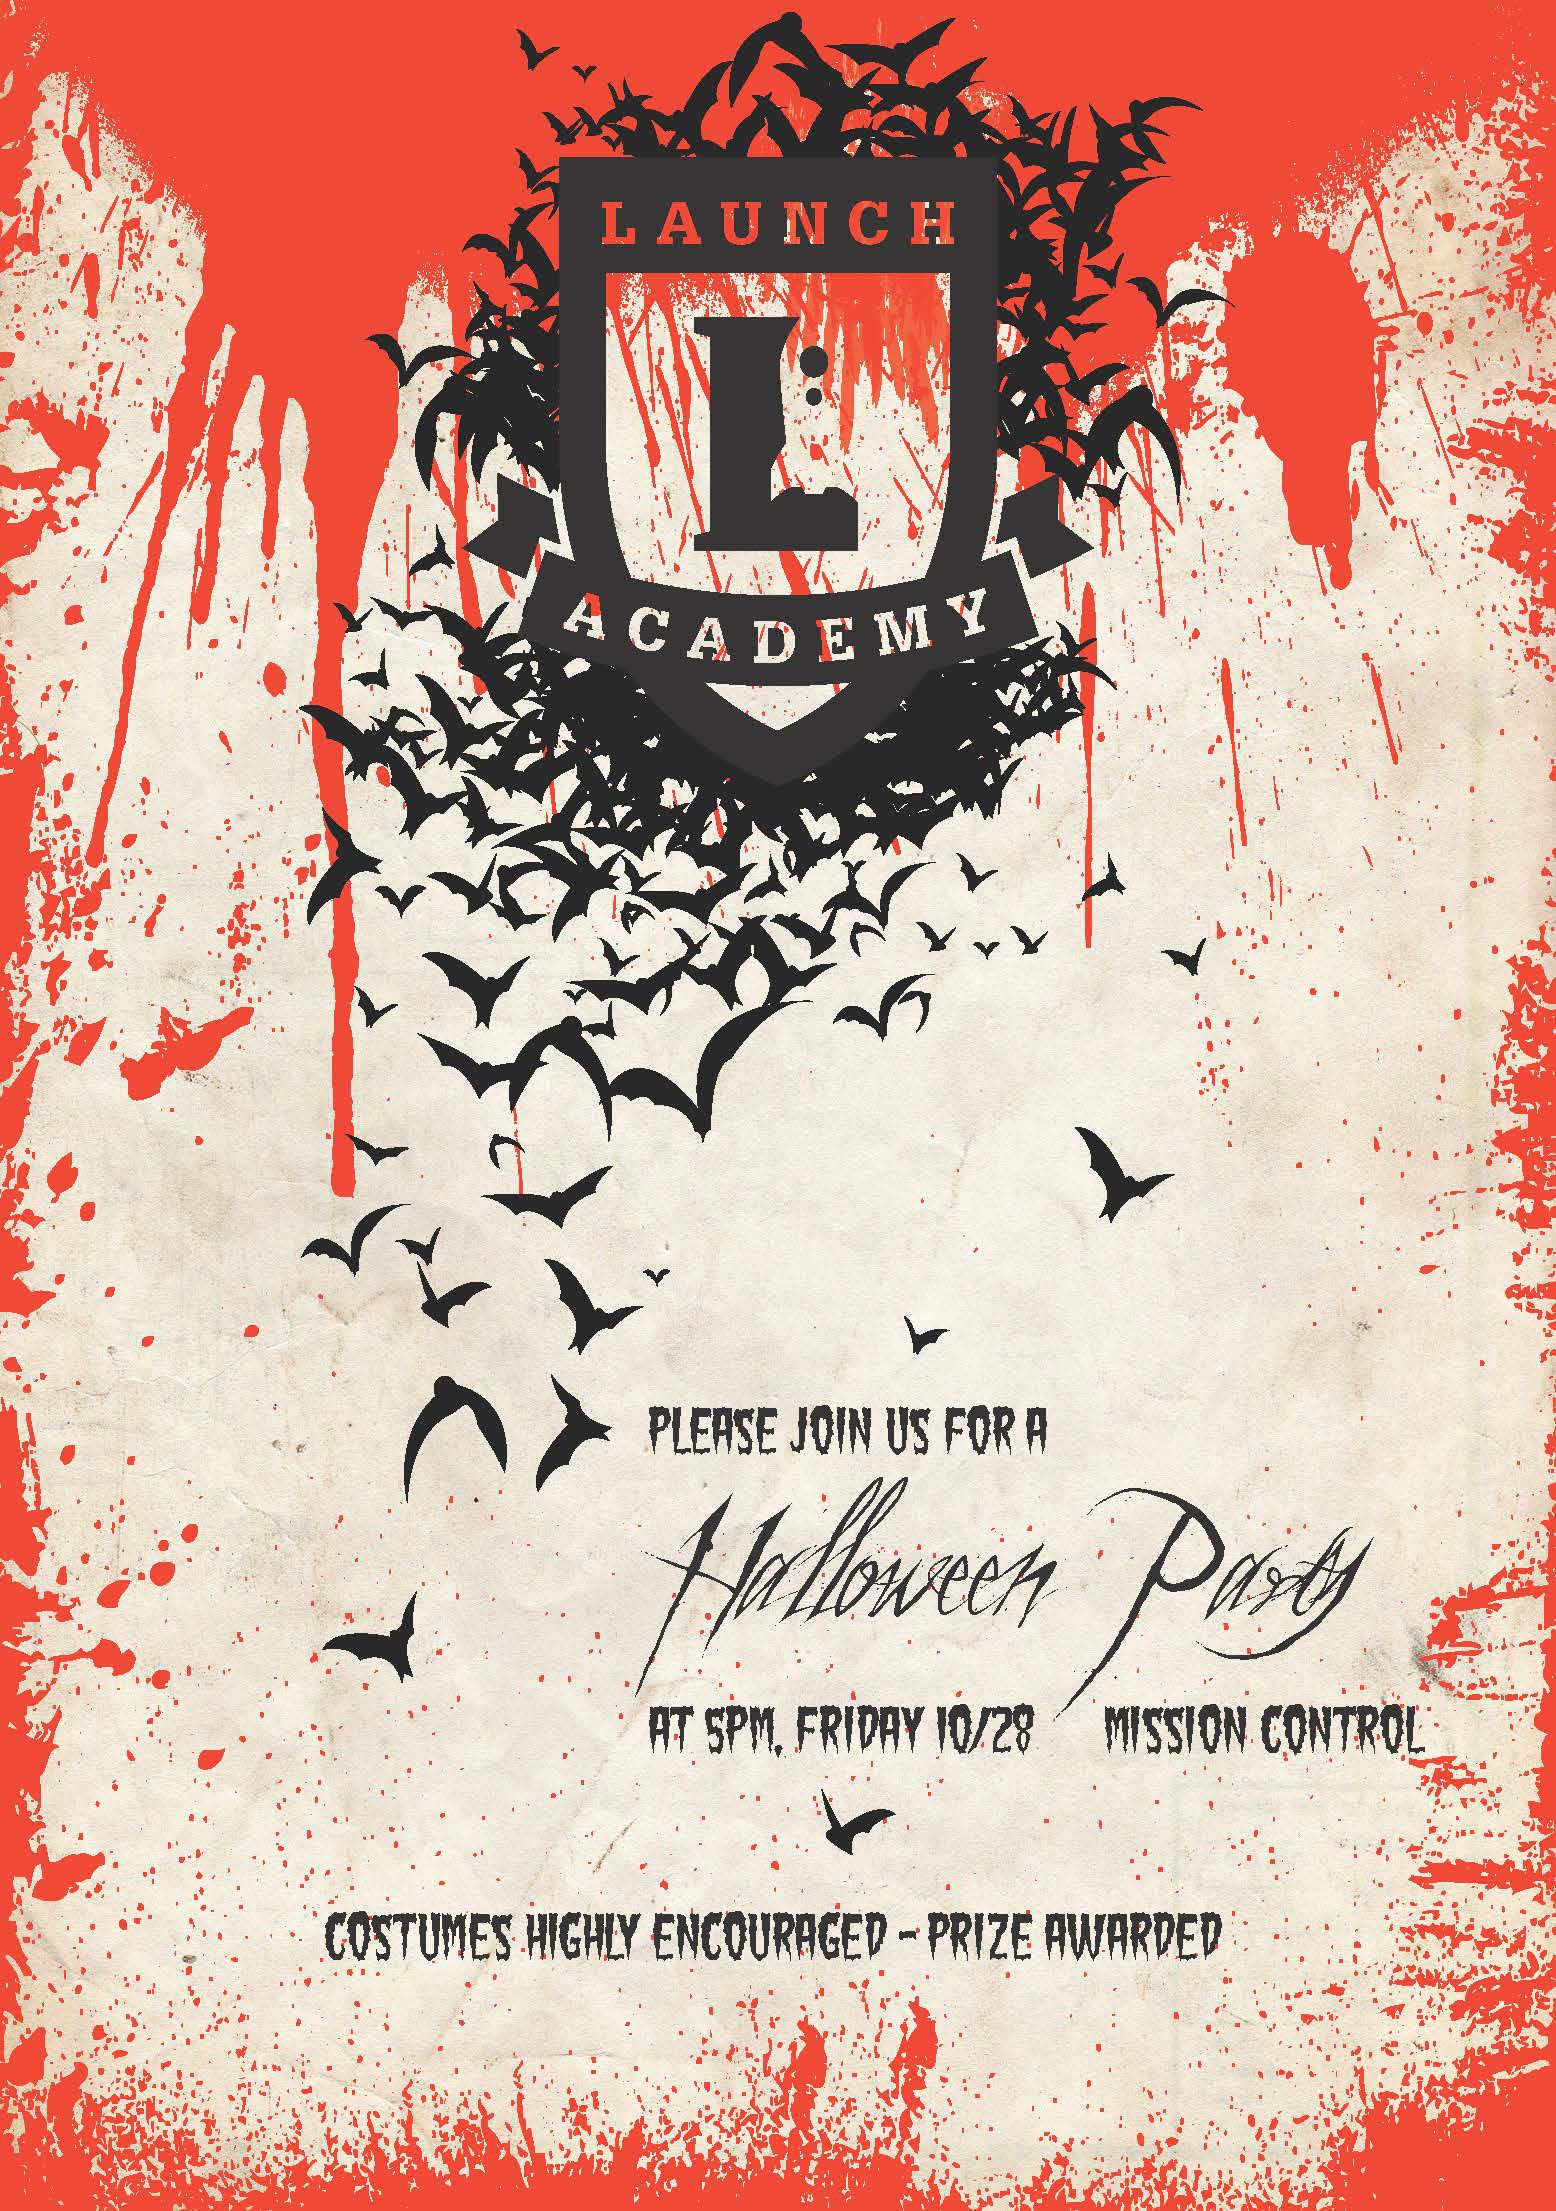 LAUNCH
L
ACADEMY
PLEASE JOIN US FOR A
Halloween Party
AT 5PM, FRIDAY 10/28 MISSION CONTROL
COSTUMES HIGHLY ENCOURAGED - PRIZE AWARDED